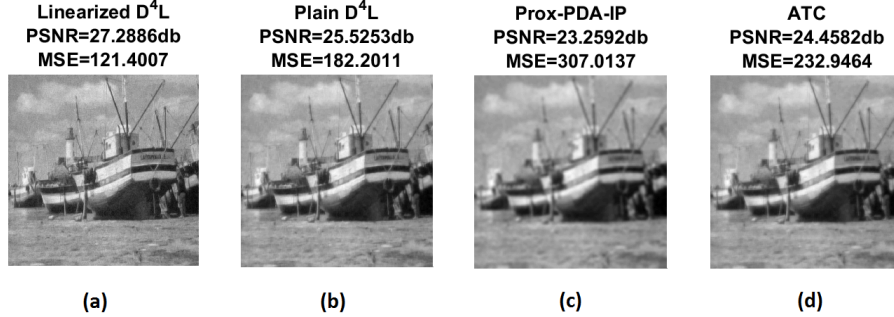 Linearized D⁴L
PSNR=27.2886db
MSE=121.4007
Plain D⁴L
PSNR=25.5253db
MSE=182.2011
Prox-PDA-IP
PSNR=23.2592db
MSE=307.0137
ATC
PSNR=24.4582db
MSE=232.9464
(a)
(b)
(c)
(d)